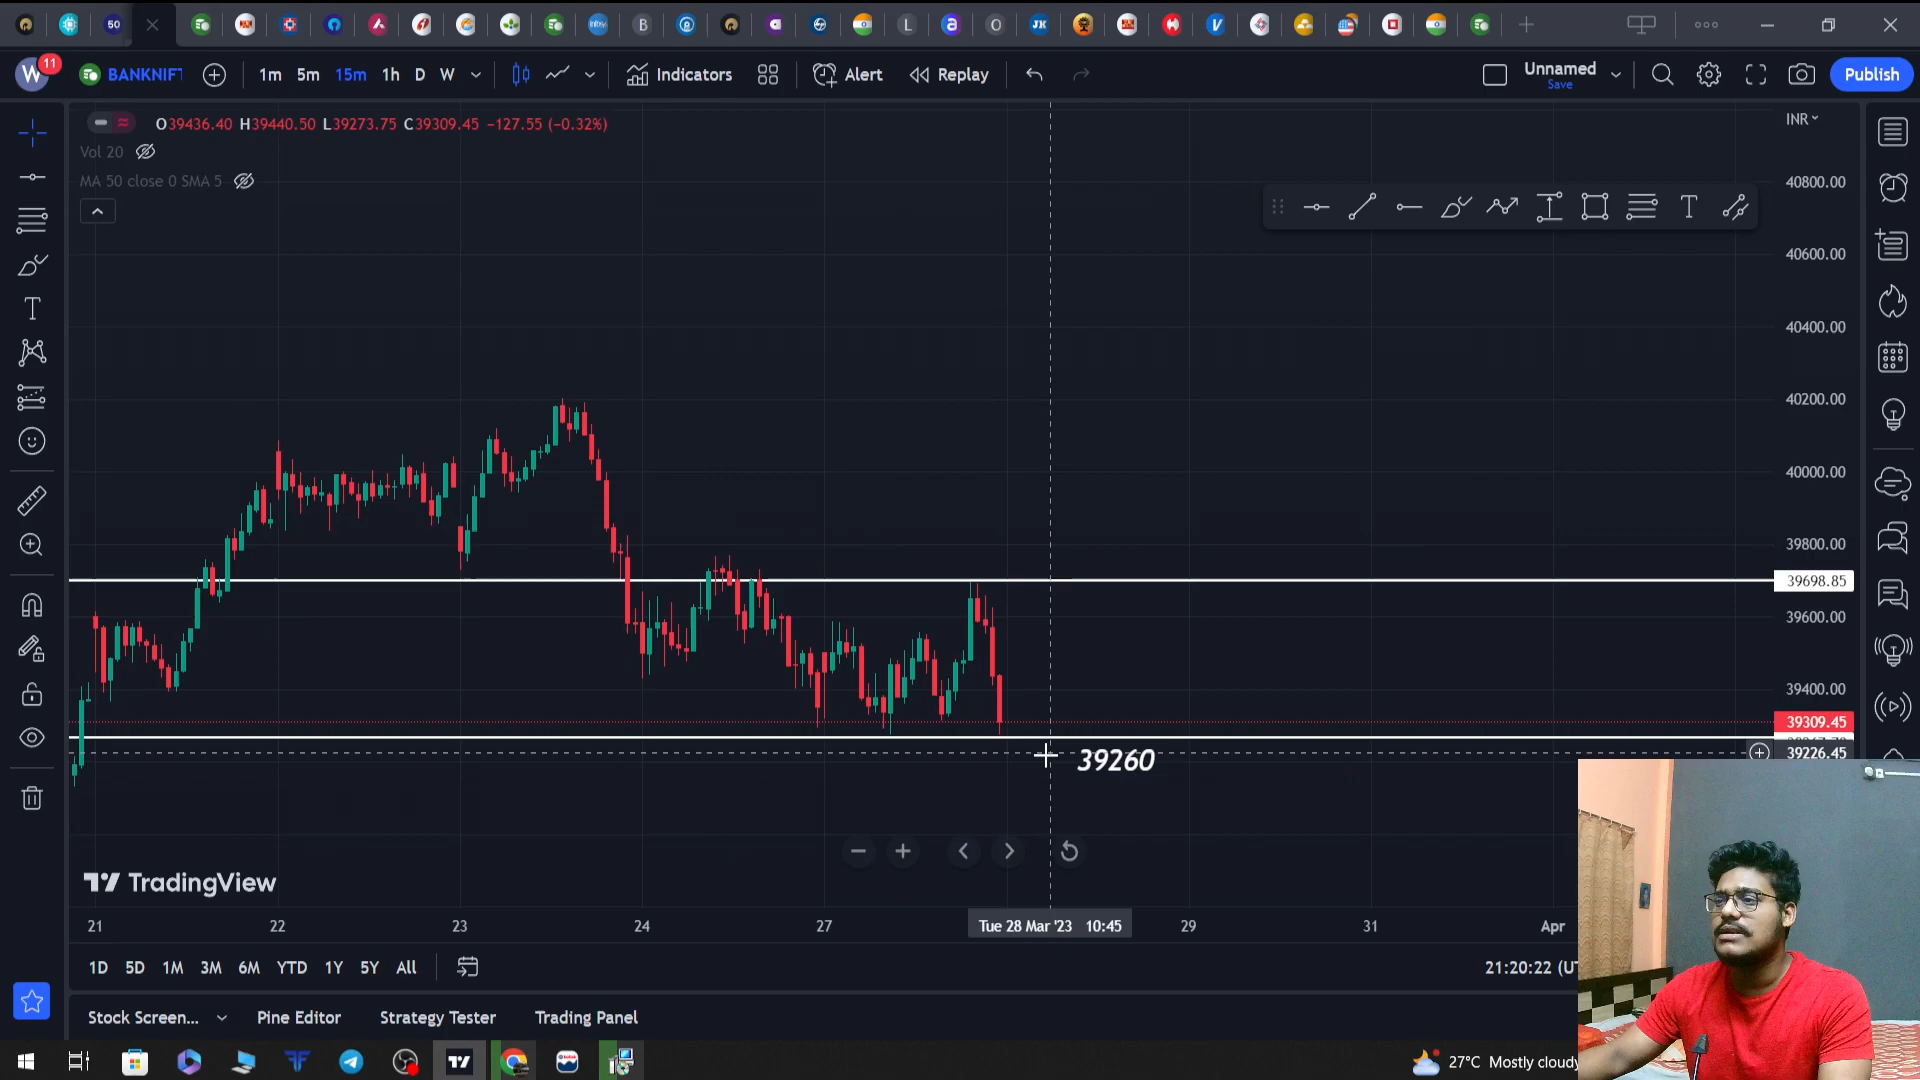 50
B
L
a
O
JK
V
W
11
BANKNIFT
1m 5m 15m 1h D W
Indicators
Alert
Replay
Unnamed
Save
Publish
O39436.40 H39440.50 L39273.75 C39309.45 −127.55 (−0.32%)
Vol 20
MA 50 close 0 SMA 5
INR
40800.00
40600.00
40400.00
40200.00
40000.00
39800.00
39698.85
39600.00
39400.00
39309.45
39226.45
39260
TradingView
21
22
23
24
27
Tue 28 Mar '23 10:45
29
31
Apr
1D 5D 1M 3M 6M YTD 1Y 5Y All
21:20:22 (UT
Stock Screen...
Pine Editor
Strategy Tester
Trading Panel
27°C Mostly cloudy